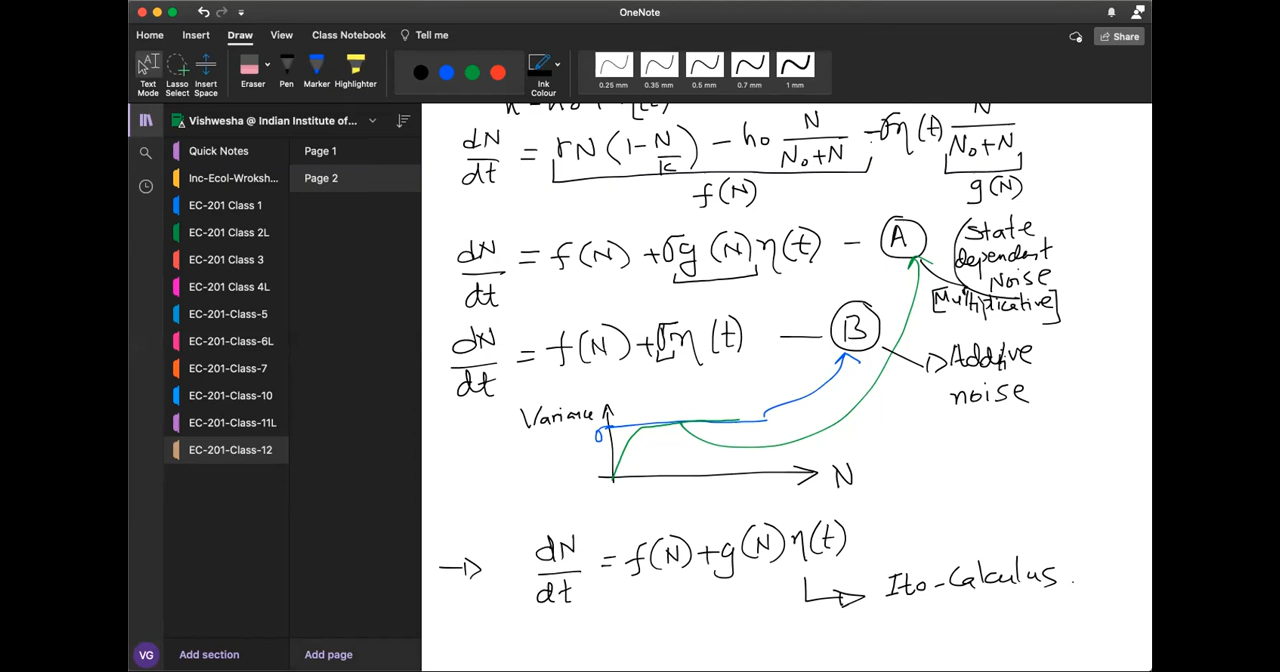 OneNote
Home Insert Draw View Class Notebook Tell me
Share
Text Mode
Lasso Select
Insert Space
Eraser
Pen
Marker
Highlighter
Ink Colour
0.25 mm 0.35 mm 0.5 mm 0.7 mm 1 mm
Vishwesha @ Indian Institute of...
Quick Notes
Inc-Ecol-Wroksh...
EC-201 Class 1
EC-201 Class 2L
EC-201 Class 3
EC-201 Class 4L
EC-201-Class-5
EC-201-Class-6L
EC-201-Class-7
EC-201-Class-10
EC-201-Class-11L
EC-201-Class-12
Page 1
Page 2
VG
Add section
Add page
dN/dt = rN(1-N/K) - h₀ N/(N₀+N) - ση(t) N/(N₀+N)
f(N)
g(N)
dN/dt = f(N) + σg(N) η(t) - A
(State
dependent
Noise
[Multiplicative]
dN/dt = f(N) + ση(t) — B
Additive
noise
Variance
σ
N
→ dN/dt = f(N) + g(N) η(t)
Ito-Calculus.